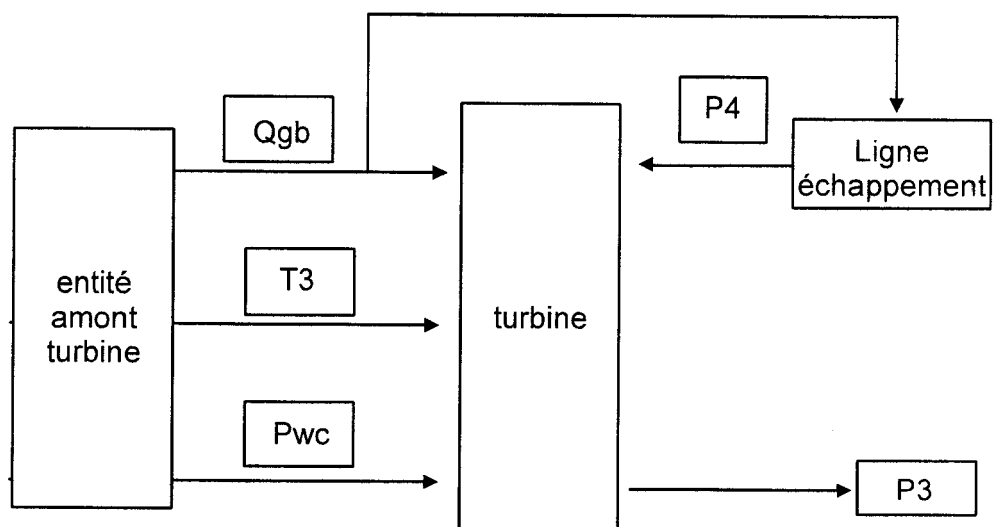 Qgb
P4
Ligne
échappement
entité
amont
turbine
T3
turbine
Pwc
P3